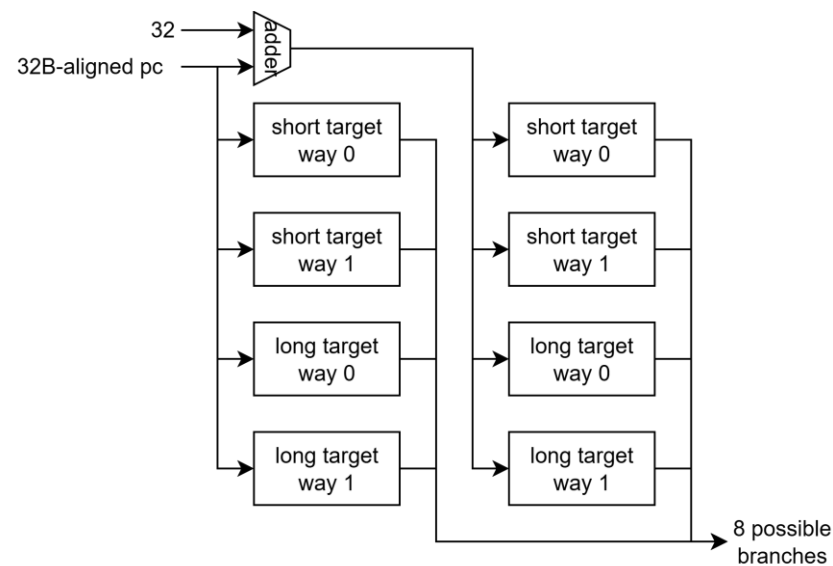 32
adder
32B-aligned pc
short target
way 0
short target
way 1
long target
way 0
long target
way 1
short target
way 0
short target
way 1
long target
way 0
long target
way 1
8 possible
branches